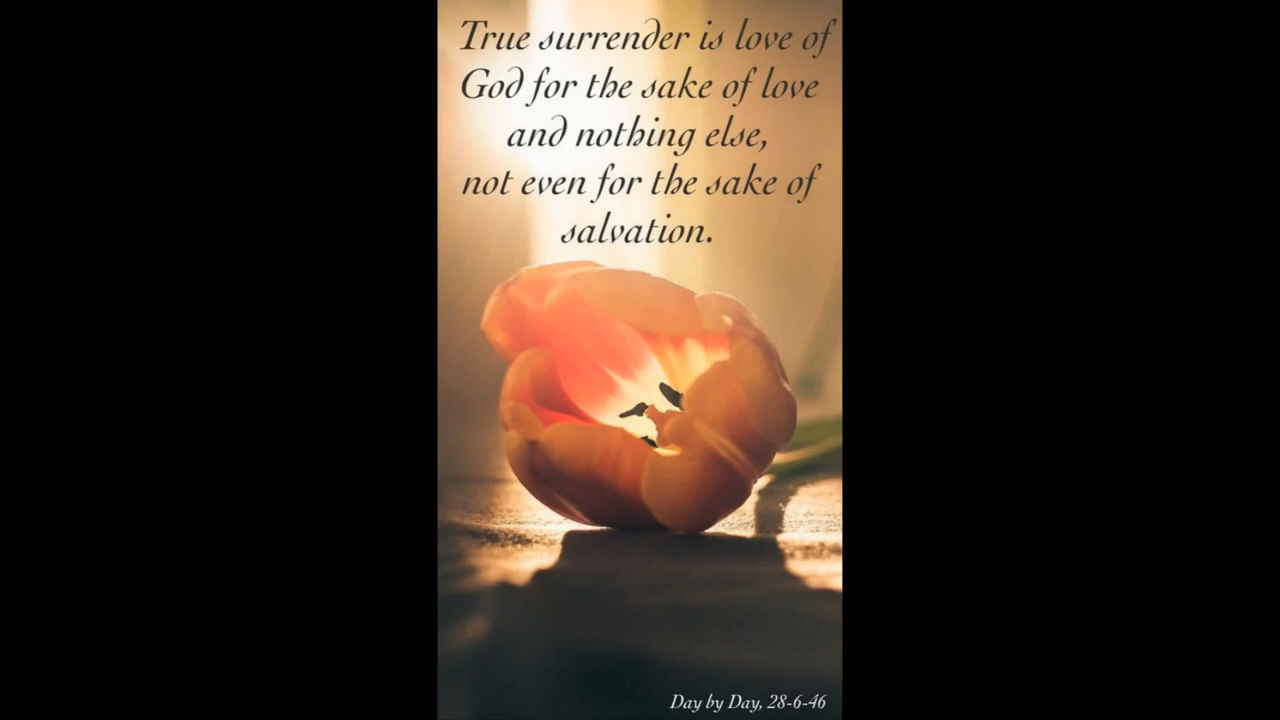 True surrender is love of
God for the sake of love
and nothing else,
not even for the sake of
salvation.
Day by Day, 28-6-46